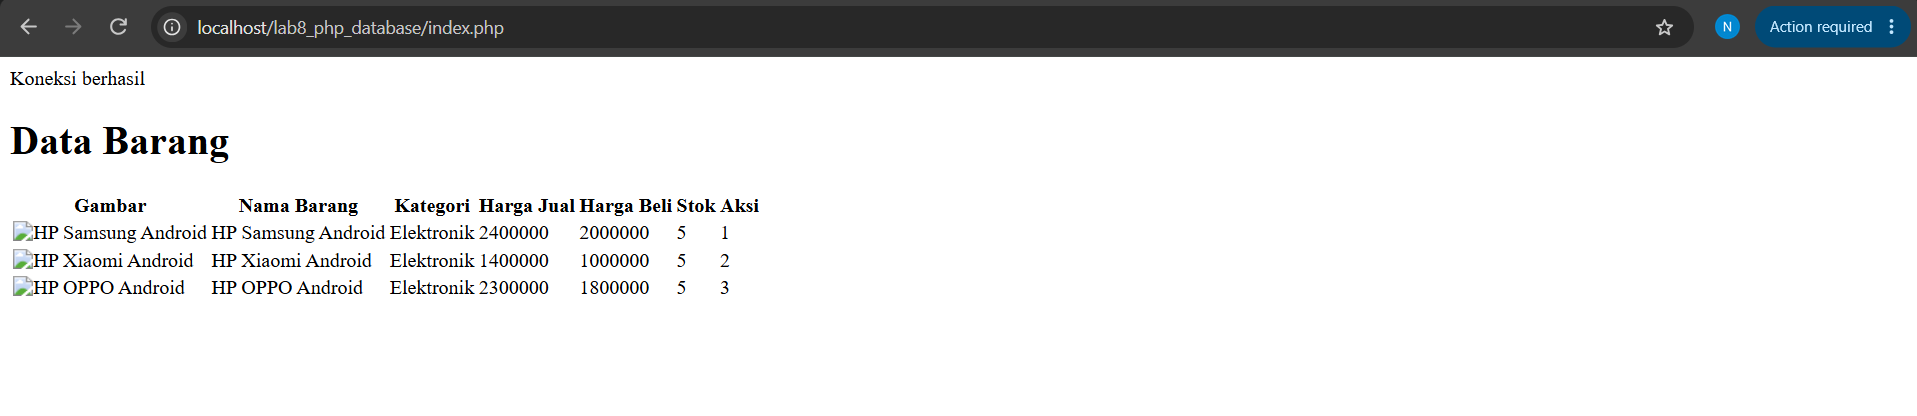 localhost/lab8_php_database/index.php N Action required
Koneksi berhasil
Data Barang
Gambar Nama Barang Kategori Harga Jual Harga Beli Stok Aksi
HP Samsung Android HP Samsung Android Elektronik 2400000 2000000 5 1
HP Xiaomi Android HP Xiaomi Android Elektronik 1400000 1000000 5 2
HP OPPO Android HP OPPO Android Elektronik 2300000 1800000 5 3